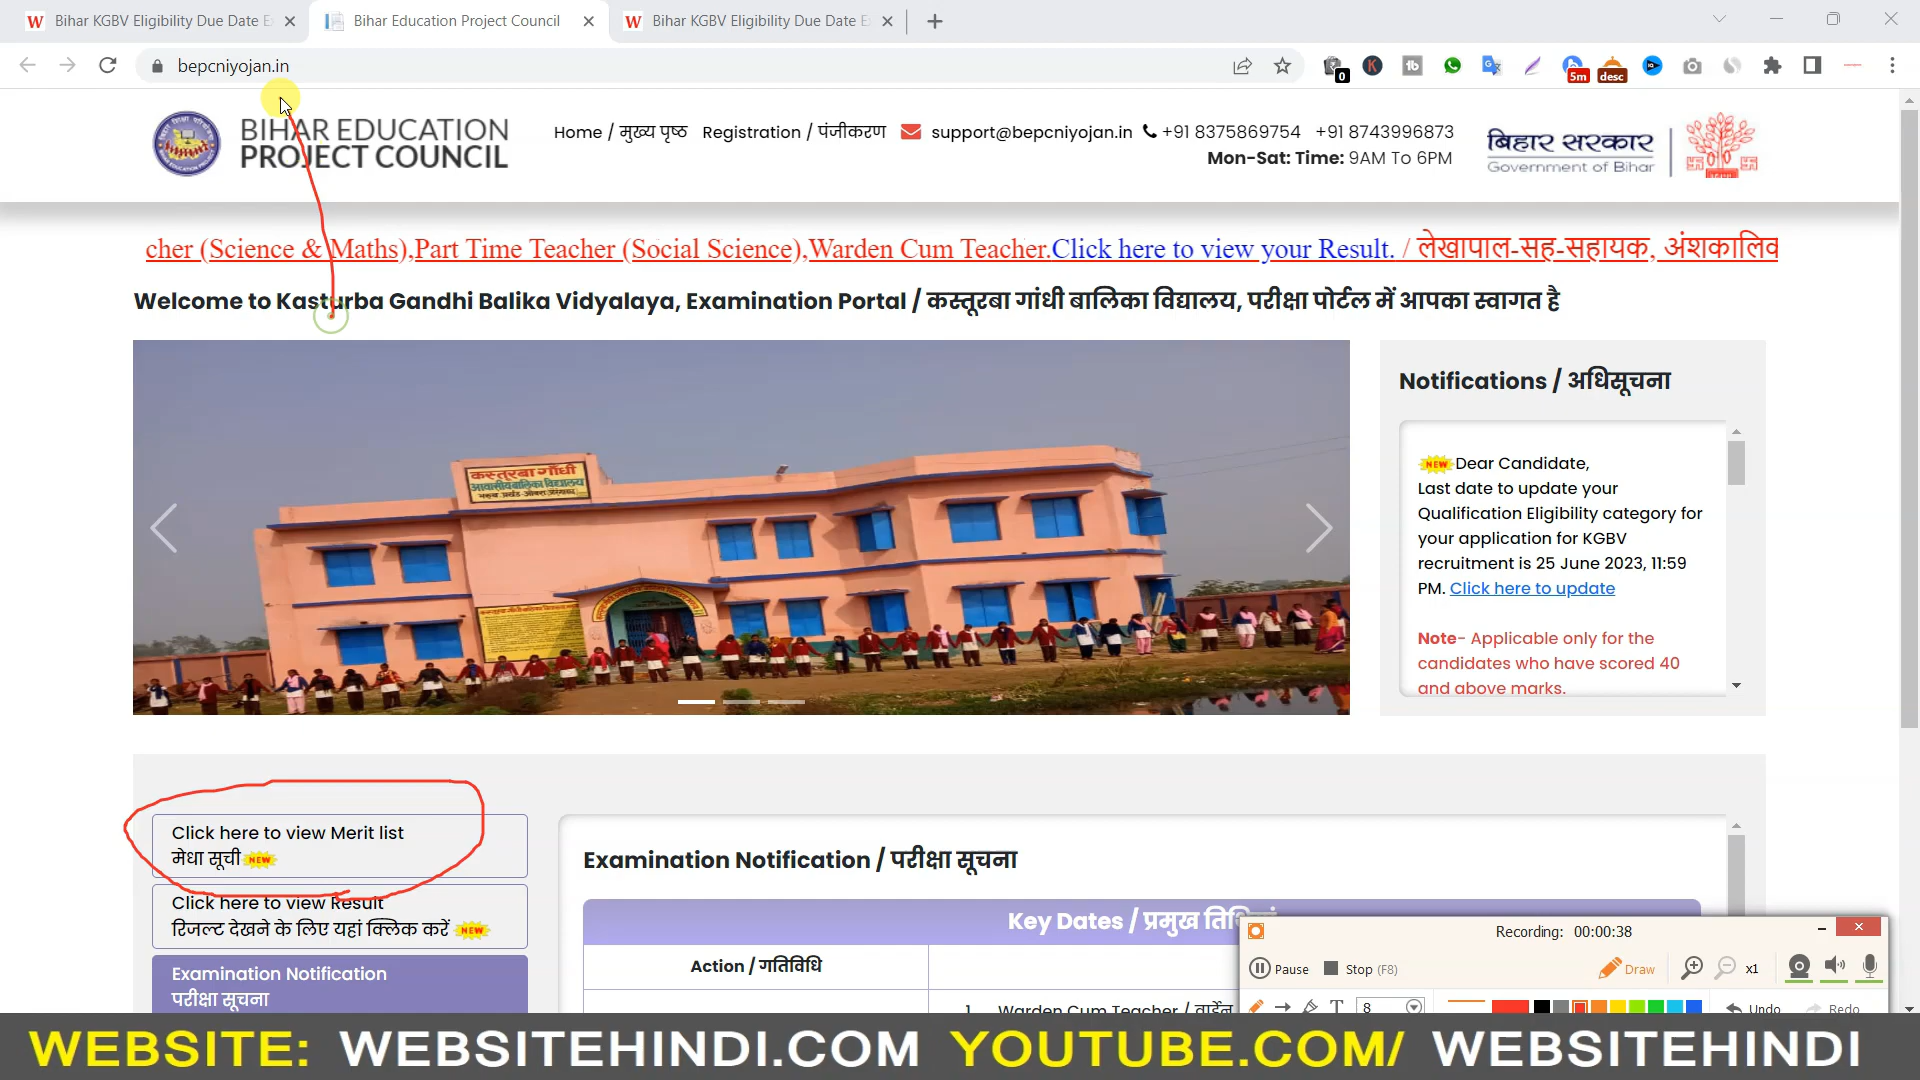 Bihar KGBV Eligibility Due Date E
Bihar Education Project Council
Bihar KGBV Eligibility Due Date E
bepcniyojan.in
0
5m
desc
BIHAR EDUCATION
PROJECT COUNCIL
Home / मुख्य पृष्ठ Registration / पंजीकरण support@bepcniyojan.in +91 8375869754 +91 8743996873
Mon-Sat: Time: 9AM To 6PM
बिहार सरकार
Government of Bihar
cher (Science & Maths),Part Time Teacher (Social Science),Warden Cum Teacher.Click here to view your Result. / लेखापाल-सह-सहायक, अंशकालिक
Welcome to Kasturba Gandhi Balika Vidyalaya, Examination Portal / कस्तूरबा गांधी बालिका विद्यालय, परीक्षा पोर्टल में आपका स्वागत है
कस्तुरबा गाँधी
आवासीय बालिका विद्यालय
Notifications / अधिसूचना
NEW Dear Candidate,
Last date to update your
Qualification Eligibility category for
your application for KGBV
recruitment is 25 June 2023, 11:59
PM. Click here to update
Note- Applicable only for the
candidates who have scored 40
and above marks.
Click here to view Merit list
मेधा सूची NEW
Click here to view Result
रिजल्ट देखने के लिए यहां क्लिक करें NEW
Examination Notification
परीक्षा सूचना
Examination Notification / परीक्षा सूचना
Key Dates / प्रमुख तिथियां
Action / गतिविधि
1. Warden Cum Teacher / वार्डन
Recording: 00:00:38
Pause Stop (F8) Draw x1
T 8 Undo Redo
WEBSITE: WEBSITEHINDI.COM YOUTUBE.COM/ WEBSITEHINDI